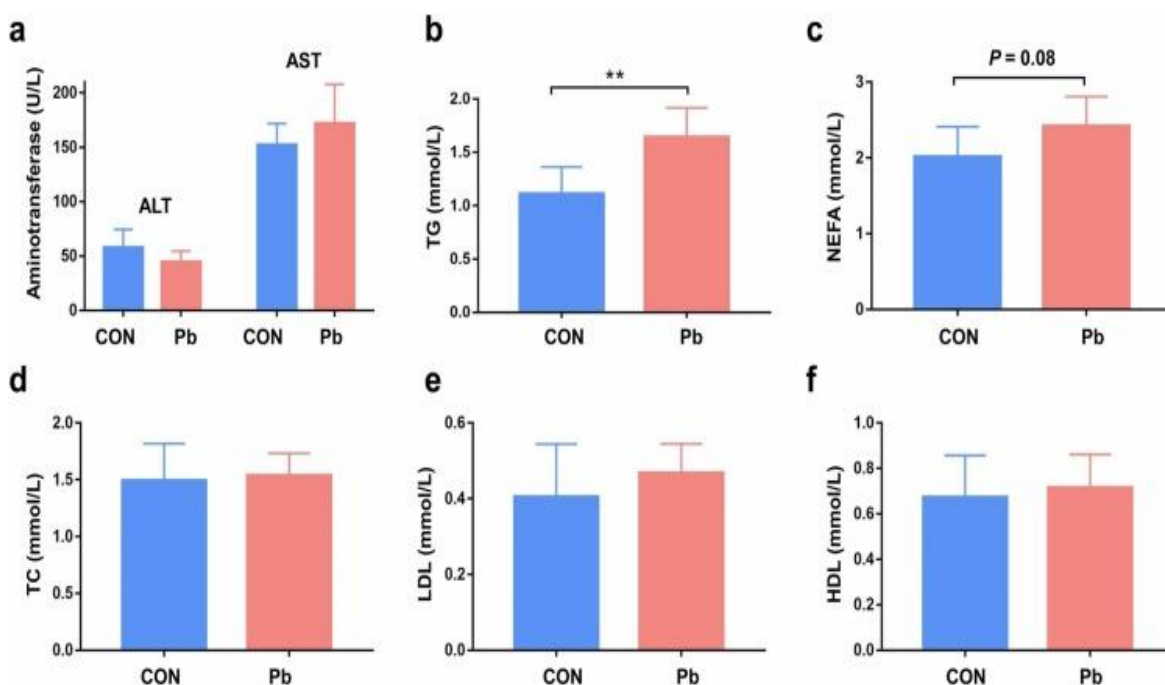 a
Aminotransferase (U/L)
200
150
100
50
0
ALT
AST
CON Pb CON Pb
b
TG (mmol/L)
2.0
1.5
1.0
0.5
0.0
**
CON Pb
c
NEFA (mmol/L)
3
2
1
0
P = 0.08
CON Pb
d
TC (mmol/L)
2.0
1.5
1.0
0.5
0.0
CON Pb
e
LDL (mmol/L)
0.6
0.4
0.2
0.0
CON Pb
f
HDL (mmol/L)
1.0
0.8
0.6
0.4
0.2
0.0
CON Pb